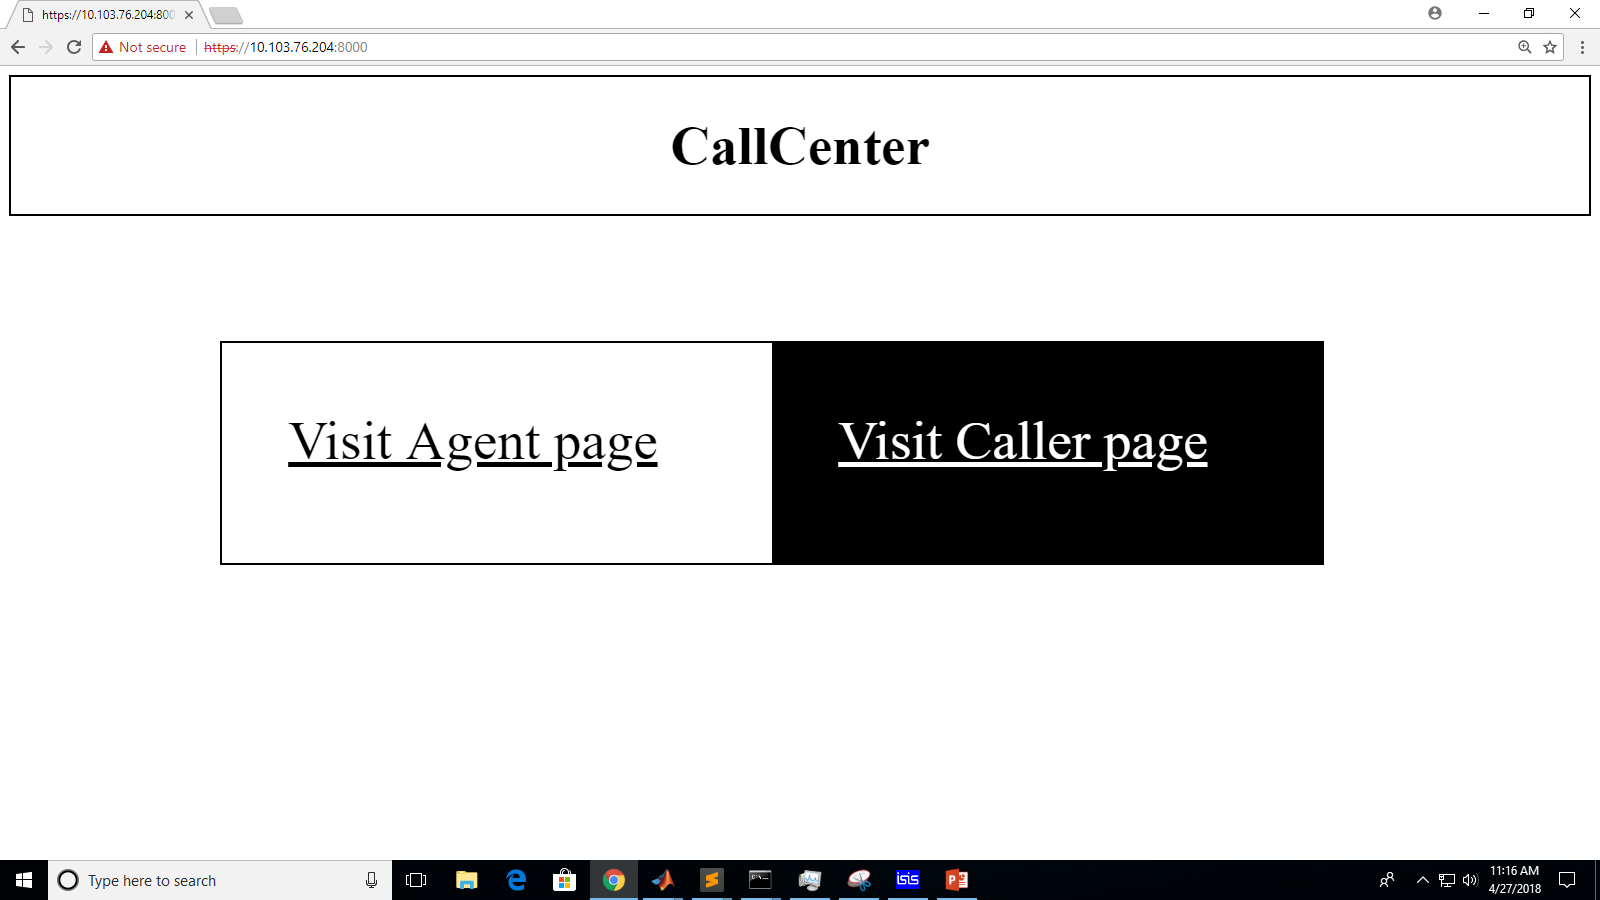 https://10.103.76.204:800
Not secure
https://10.103.76.204:8000
CallCenter
Visit Agent page
Visit Caller page
Type here to search
isis
11:16 AM
4/27/2018